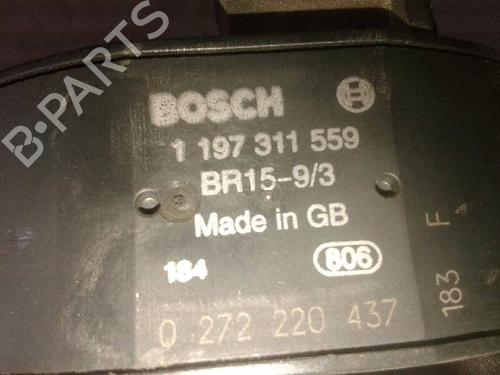 B-PARTS
BOSCH
1 197 311 559
BR15-9/3
Made in GB
184 806
0 272 220 437
183 F